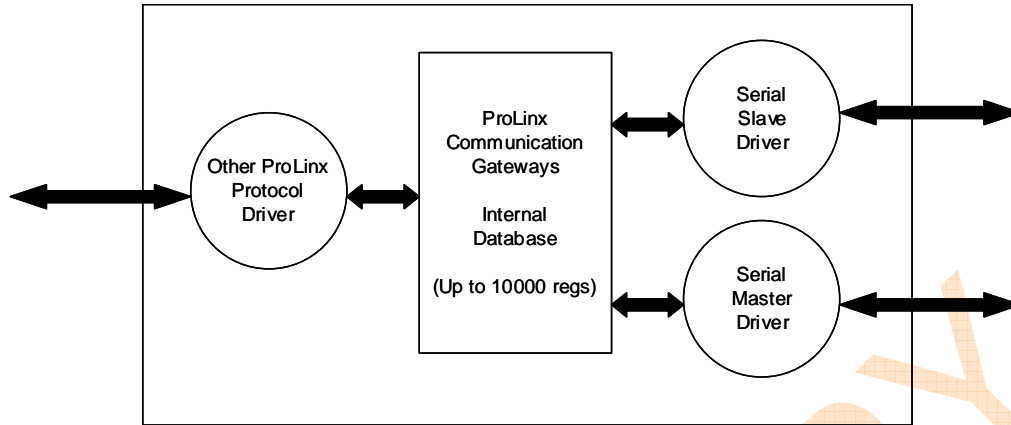 Other ProLinx
Protocol
Driver
ProLinx
Communication
Gateways
Internal
Database
(Up to 10000 regs)
Serial
Slave
Driver
Serial
Master
Driver